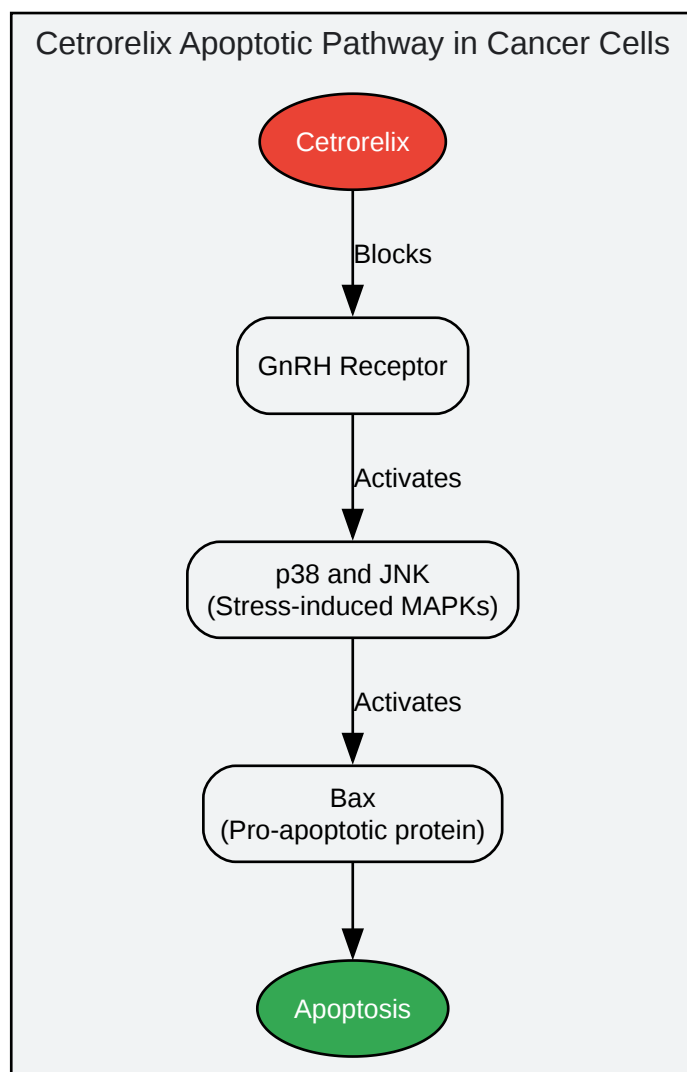 Cetrorelix Apoptotic Pathway in Cancer Cells
Cetrorelix
Blocks
GnRH Receptor
Activates
p38 and JNK
(Stress-induced MAPKs)
Activates
Bax
(Pro-apoptotic protein)
Apoptosis